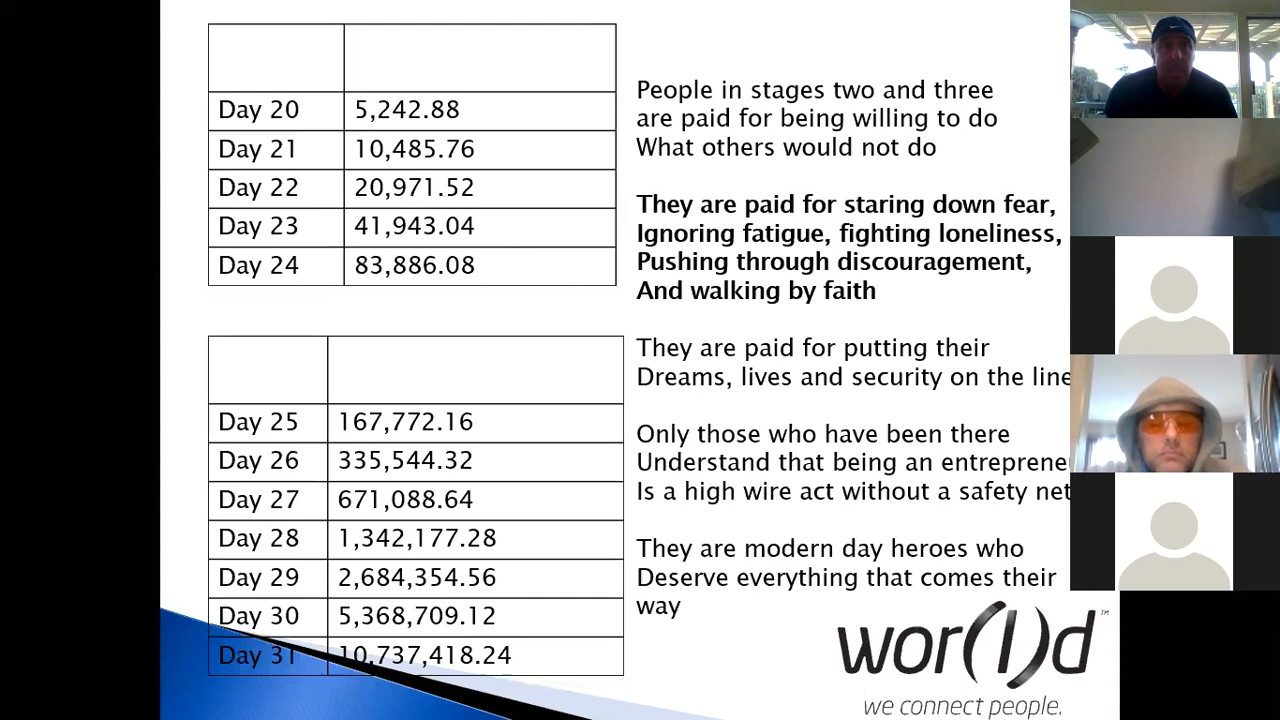 Day 20 5,242.88
Day 21 10,485.76
Day 22 20,971.52
Day 23 41,943.04
Day 24 83,886.08
Day 25 167,772.16
Day 26 335,544.32
Day 27 671,088.64
Day 28 1,342,177.28
Day 29 2,684,354.56
Day 30 5,368,709.12
Day 31 10,737,418.24
People in stages two and three
are paid for being willing to do
What others would not do
They are paid for staring down fear,
Ignoring fatigue, fighting loneliness,
Pushing through discouragement,
And walking by faith
They are paid for putting their
Dreams, lives and security on the line
Only those who have been there
Understand that being an entreprene
Is a high wire act without a safety net
They are modern day heroes who
Deserve everything that comes their
way
wor(l)d™
we connect people.